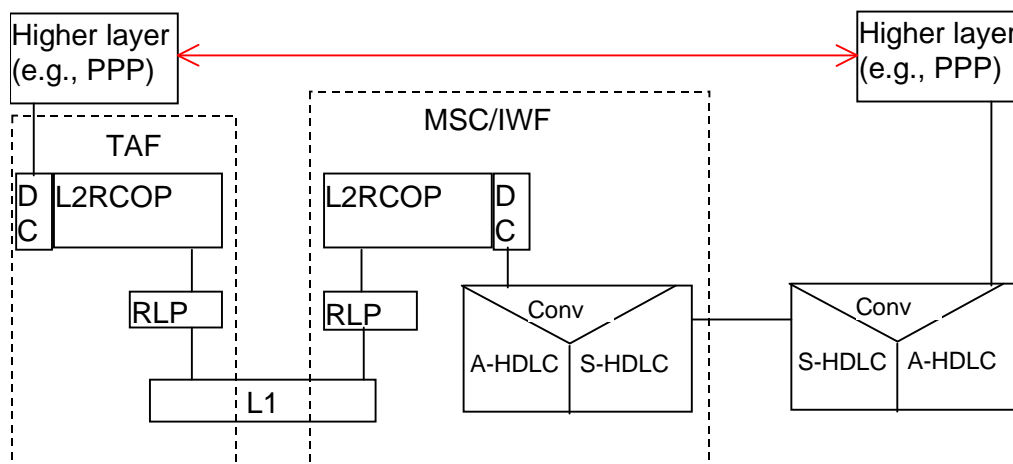 Higher layer
(e.g., PPP)
Higher layer
(e.g., PPP)
TAF
MSC/IWF
D
C
L2RCOP
L2RCOP
D
C
RLP
RLP
L1
Conv
A-HDLC
S-HDLC
Conv
S-HDLC
A-HDLC